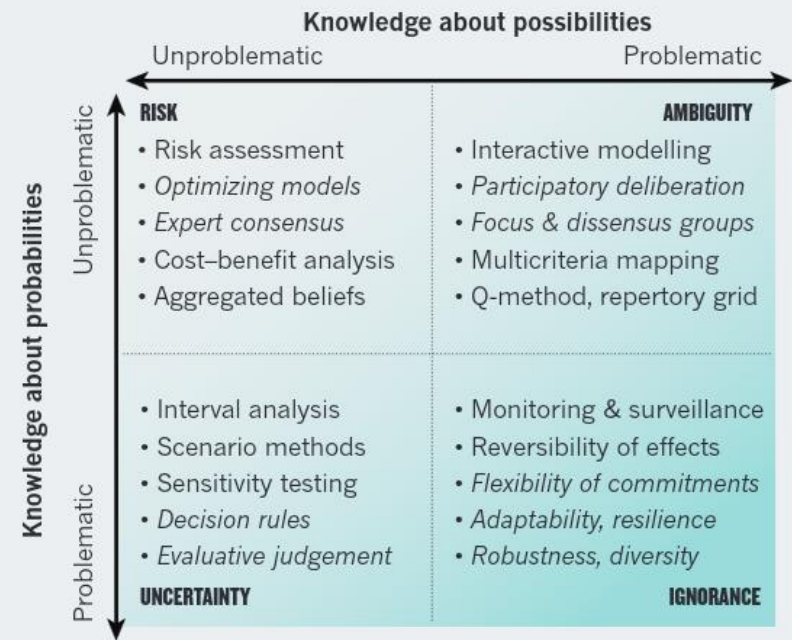 Knowledge about possibilities
Unproblematic
Problematic
Knowledge about probabilities
Unproblematic
Problematic
RISK
• Risk assessment
• Optimizing models
• Expert consensus
• Cost–benefit analysis
• Aggregated beliefs
AMBIGUITY
• Interactive modelling
• Participatory deliberation
• Focus & dissensus groups
• Multicriteria mapping
• Q-method, repertory grid
• Interval analysis
• Scenario methods
• Sensitivity testing
• Decision rules
• Evaluative judgement
UNCERTAINTY
• Monitoring & surveillance
• Reversibility of effects
• Flexibility of commitments
• Adaptability, resilience
• Robustness, diversity
IGNORANCE